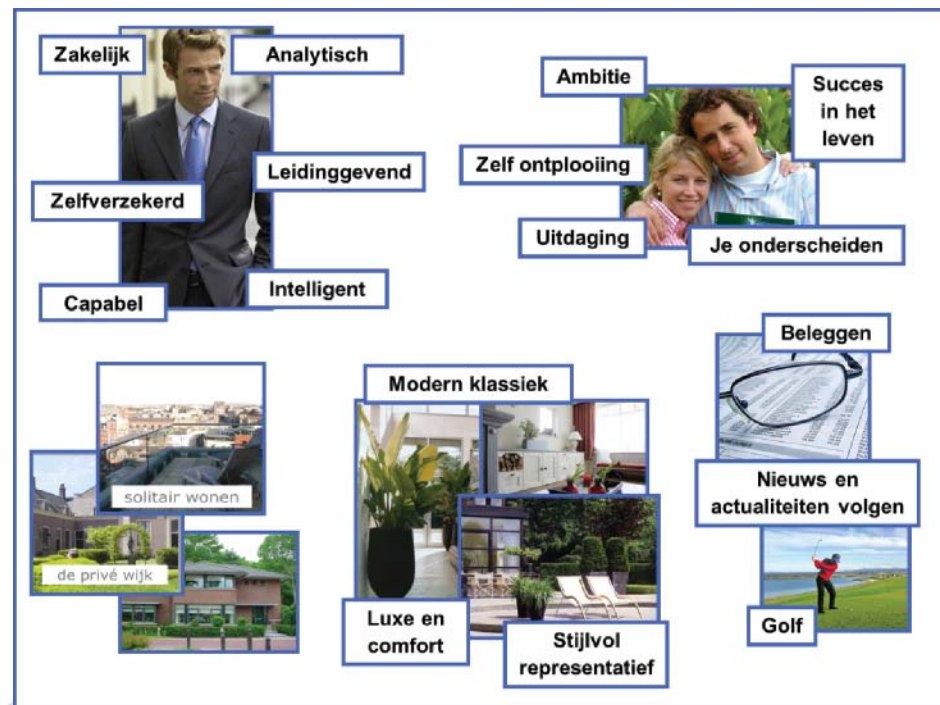 Zakelijk
Analytisch
Leidinggevend
Zelfverzekerd
Capabel
Intelligent
Ambitie
Succes
in het
leven
Zelf ontplooiing
Uitdaging
Je onderscheiden
solitair wonen
de privé wijk
Modern klassiek
Luxe en
comfort
Stijlvol
representatief
Beleggen
Nieuws en
actualiteiten volgen
Golf